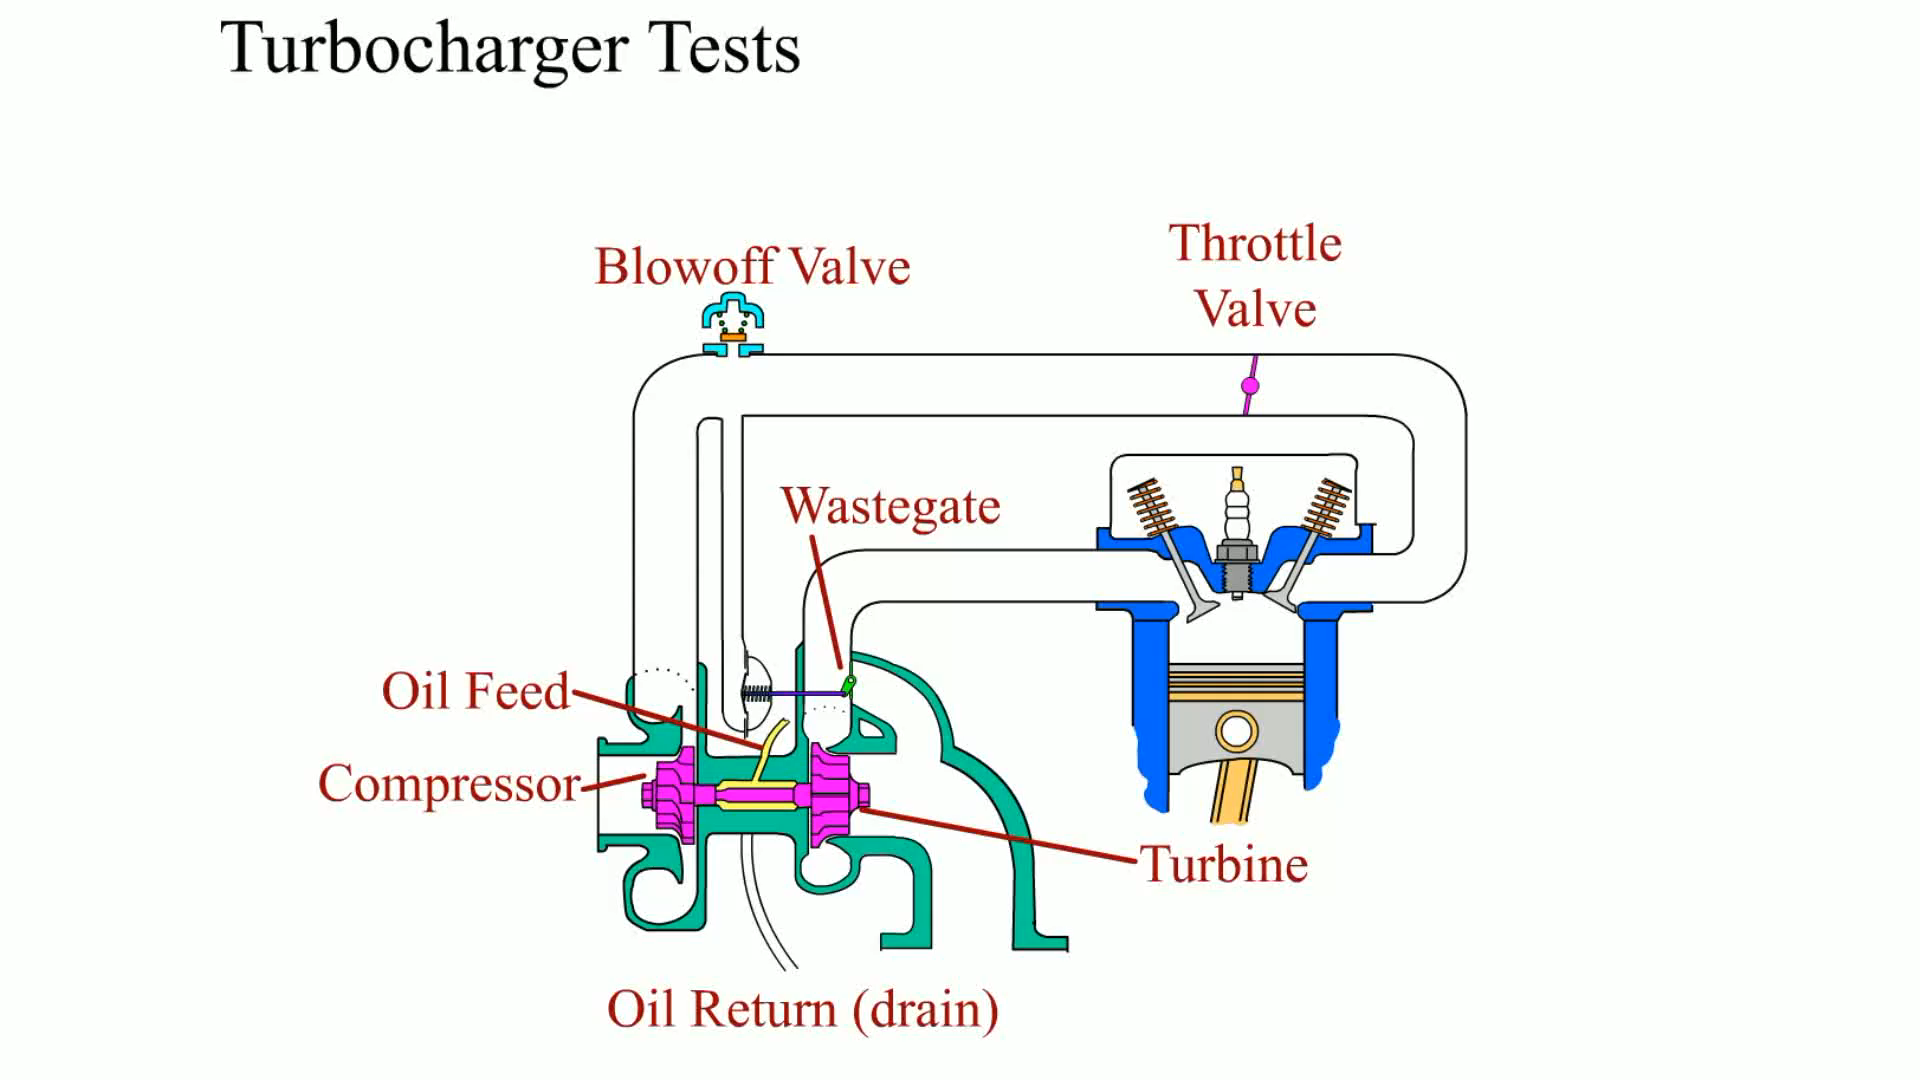 Turbocharger Tests
Blowoff Valve
Throttle
Valve
Wastegate
Oil Feed
Compressor
Turbine
Oil Return (drain)